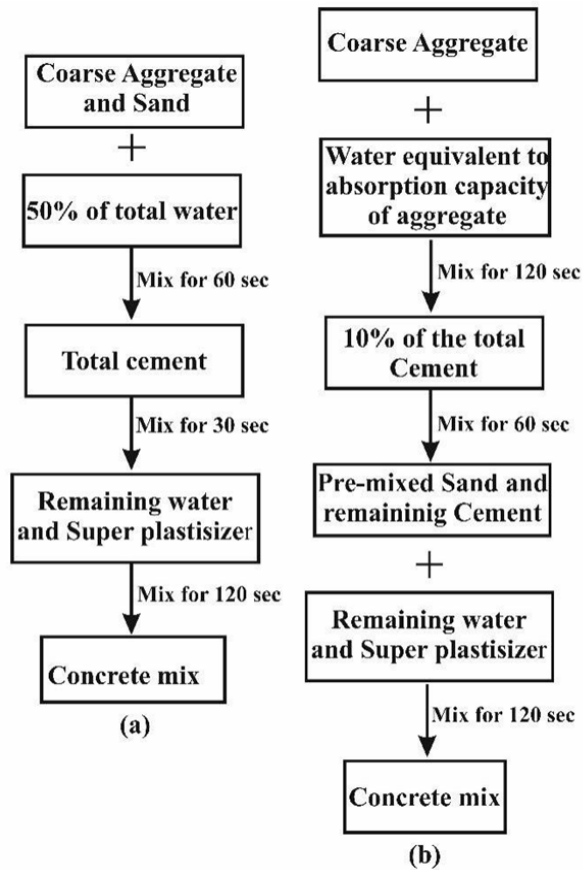 Coarse Aggregate
and Sand
+
50% of total water
Mix for 60 sec
Total cement
Mix for 30 sec
Remaining water
and Super plastisizer
Mix for 120 sec
Concrete mix
(a)
Coarse Aggregate
+
Water equivalent to
absorption capacity
of aggregate
Mix for 120 sec
10% of the total
Cement
Mix for 60 sec
Pre-mixed Sand and
remaininig Cement
+
Remaining water
and Super plastisizer
Mix for 120 sec
Concrete mix
(b)